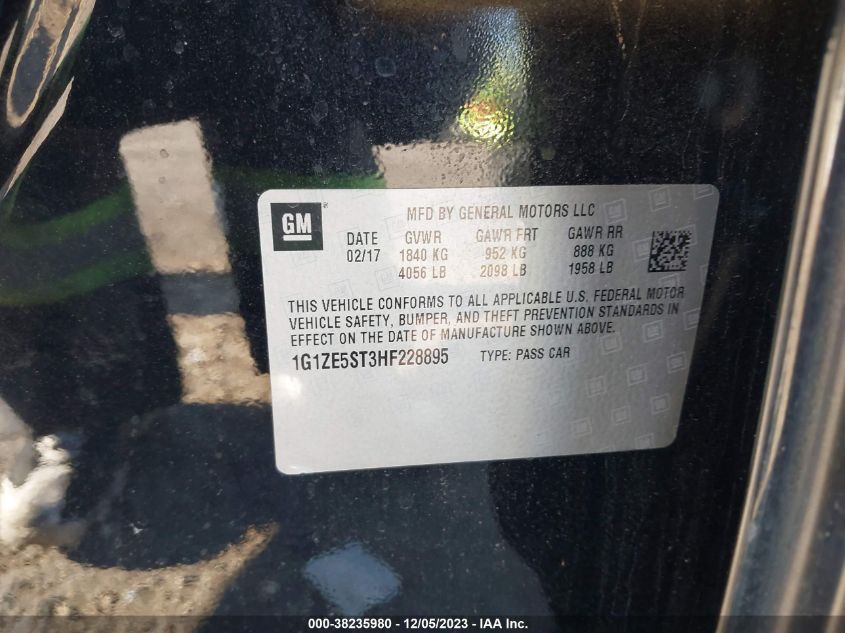 GM
MFD BY GENERAL MOTORS LLC
DATE GVWR GAWR FRT GAWR RR
02/17 1840 KG 952 KG 888 KG
4056 LB 2098 LB 1958 LB
THIS VEHICLE CONFORMS TO ALL APPLICABLE U.S. FEDERAL MOTOR
VEHICLE SAFETY, BUMPER, AND THEFT PREVENTION STANDARDS IN
EFFECT ON THE DATE OF MANUFACTURE SHOWN ABOVE.
1G1ZE5ST3HF228895 TYPE: PASS CAR
000-38235980 - 12/05/2023 - IAA Inc.